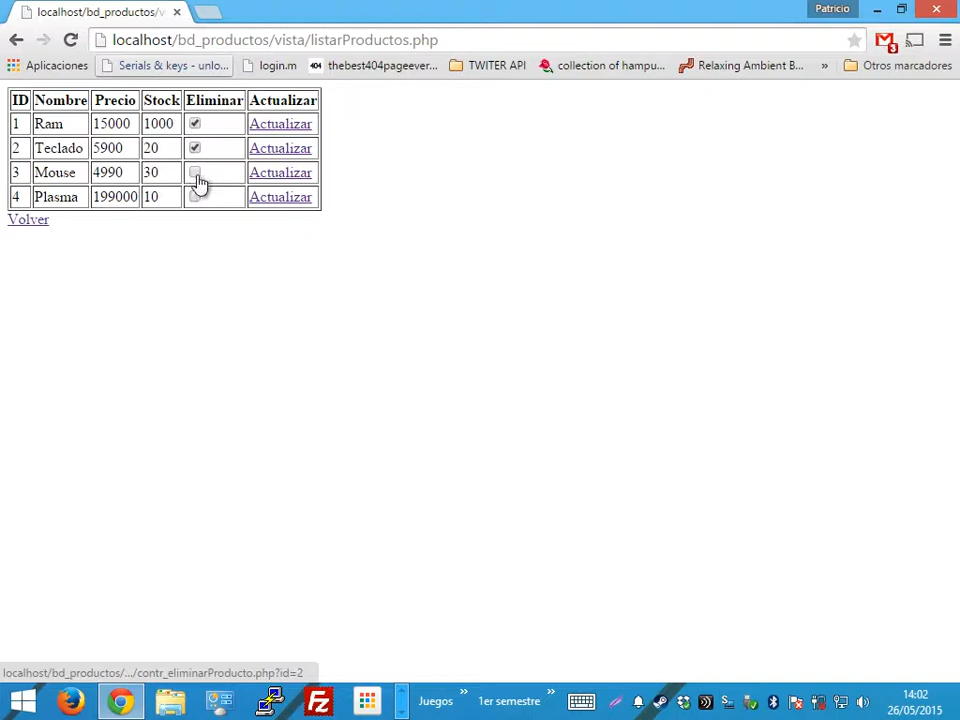 localhost/bd_productos/v
Patricio
localhost/bd_productos/vista/listarProductos.php
3
Aplicaciones Serials & keys - unlo... login.m 404 thebest404pageever... TWITER API collection of hampu... Relaxing Ambient B... » Otros marcadores
ID Nombre Precio Stock Eliminar Actualizar
1 Ram 15000 1000 Actualizar
2 Teclado 5900 20 Actualizar
3 Mouse 4990 30 Actualizar
4 Plasma 199000 10 Actualizar
Volver
localhost/bd_productos/.../contr_eliminarProducto.php?id=2
Juegos » 1er semestre »
14:02
26/05/2015